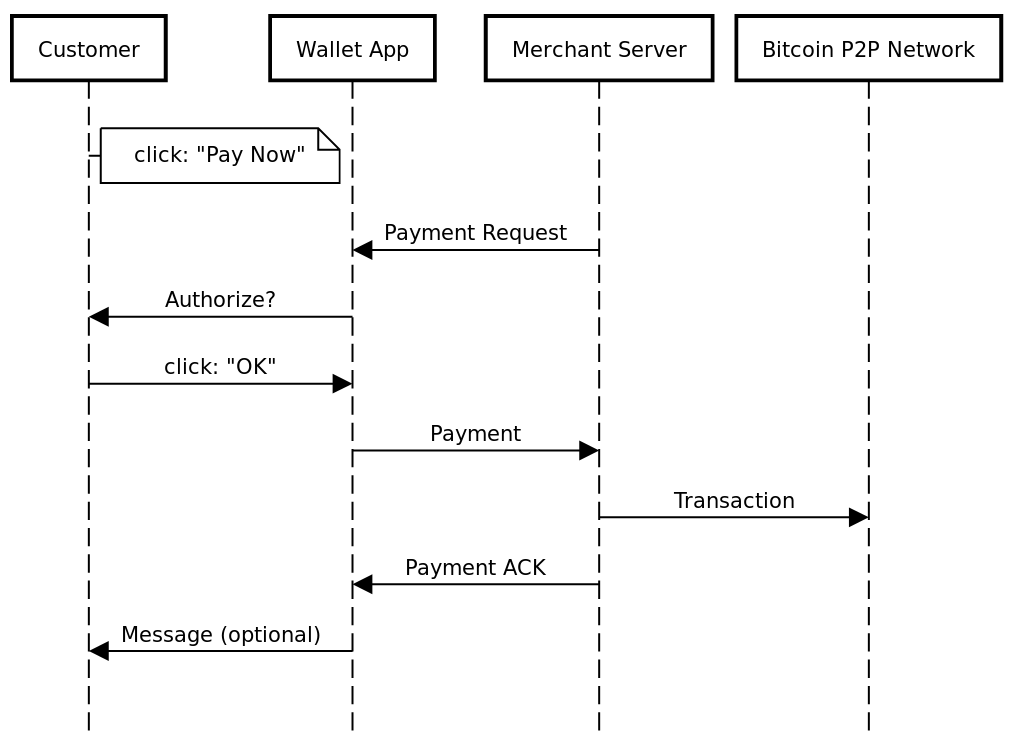 Customer
Wallet App
Merchant Server
Bitcoin P2P Network
click: "Pay Now"
Payment Request
Authorize?
click: "OK"
Payment
Transaction
Payment ACK
Message (optional)